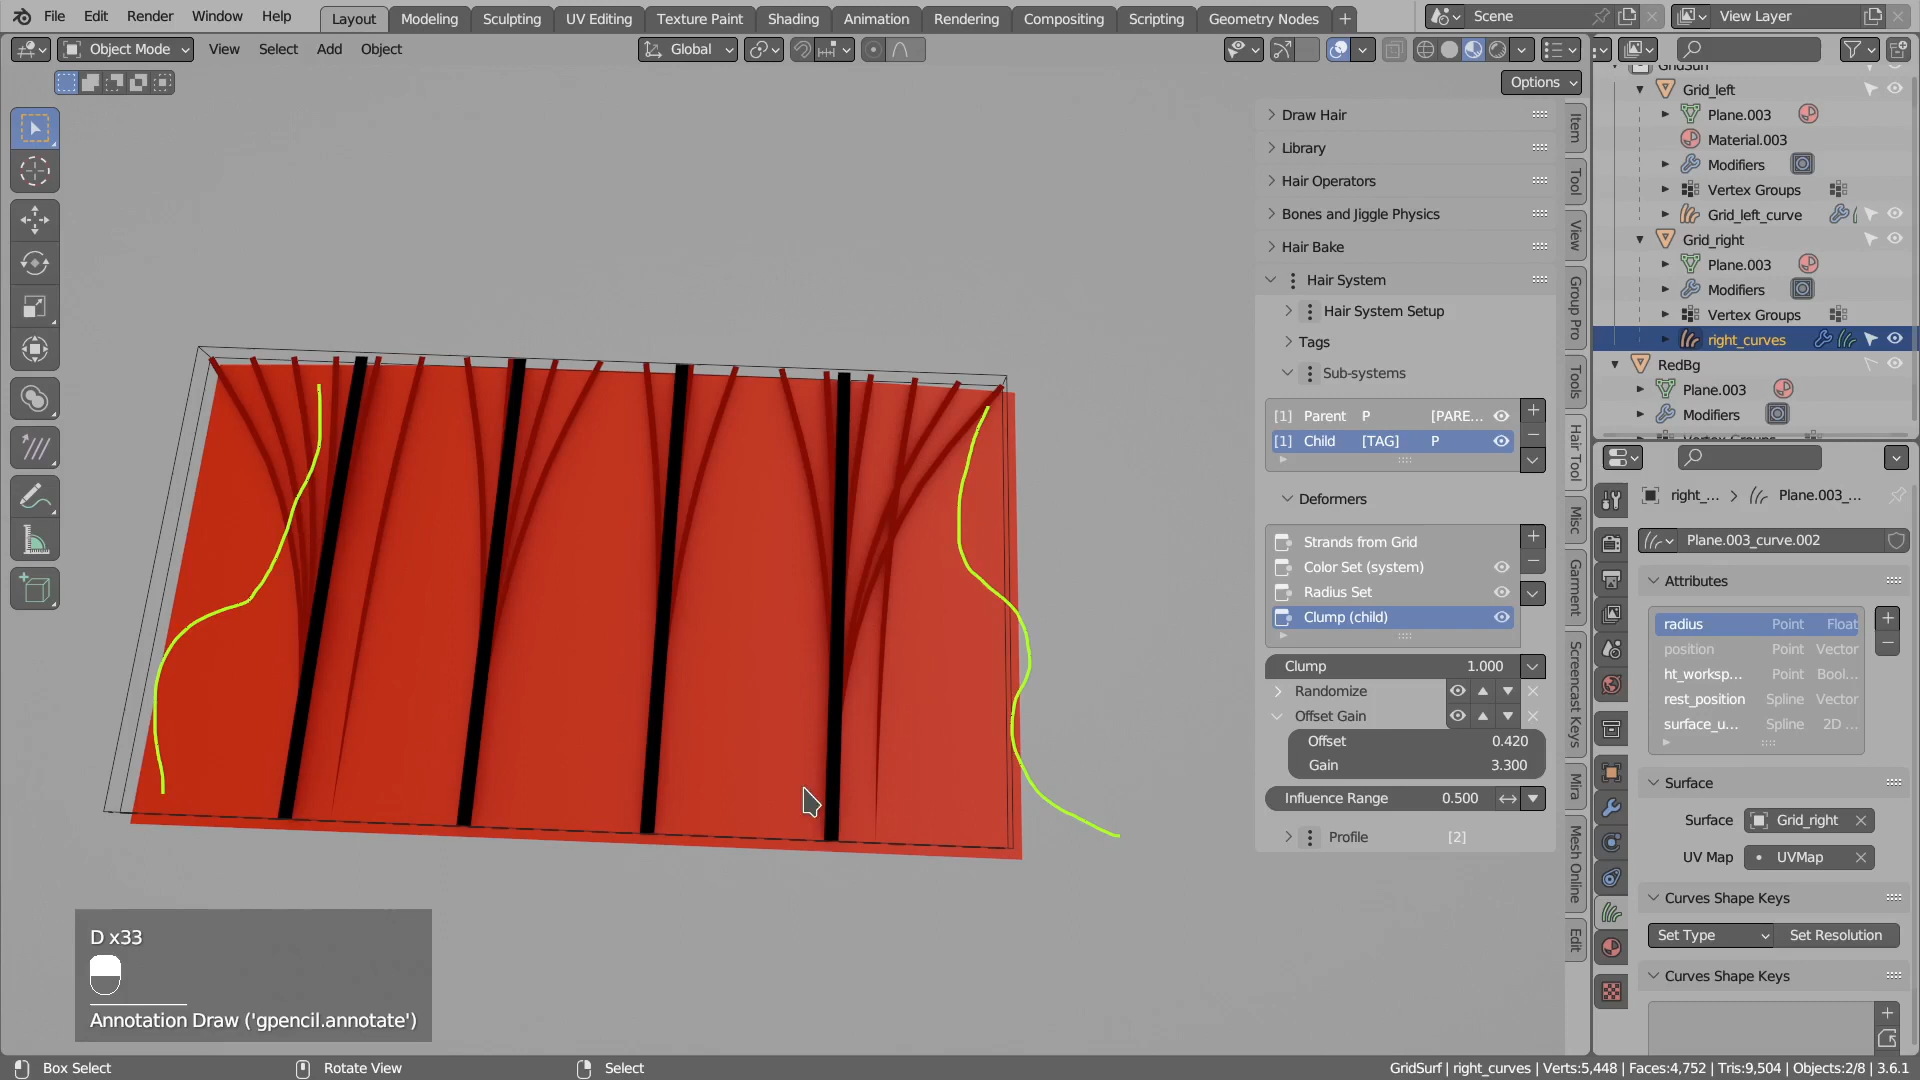 File Edit Render Window Help Layout Modeling Sculpting UV Editing Texture Paint Shading Animation Rendering Compositing Scripting Geometry Nodes + Scene View Layer
Object Mode View Select Add Object Global
Options
Draw Hair
Library
Hair Operators
Bones and Jiggle Physics
Hair Bake
Hair System
Hair System Setup
Tags
Sub-systems
[1] Parent P [PARE...
[1] Child [TAG] P
Deformers
Strands from Grid
Color Set (system)
Radius Set
Clump (child)
Clump 1.000
Randomize
Offset Gain
Offset 0.420
Gain 3.300
Influence Range 0.500
Profile [2]
Item
Tool
View
Group Pro
Tools
Hair Tool
Misc
Garment
Screencast Keys
Mira
Mesh Online
Edit
Grid_left
Plane.003
Material.003
Modifiers
Vertex Groups
Grid_left_curve
Grid_right
Plane.003
Modifiers
Vertex Groups
right_curves
RedBg
Plane.003
Modifiers
right_... Plane.003_...
Plane.003_curve.002
Attributes
radius Point Float
position Point Vector
ht_worksp... Point Bool...
rest_position Spline Vector
surface_u... Spline 2D ...
Surface
Surface Grid_right
UV Map UVMap
Curves Shape Keys
Set Type Set Resolution
Curves Shape Keys
D x33
Annotation Draw ('gpencil.annotate')
Box Select Rotate View Select GridSurf | right_curves | Verts:5,448 | Faces:4,752 | Tris:9,504 | Objects:2/8 | 3.6.1